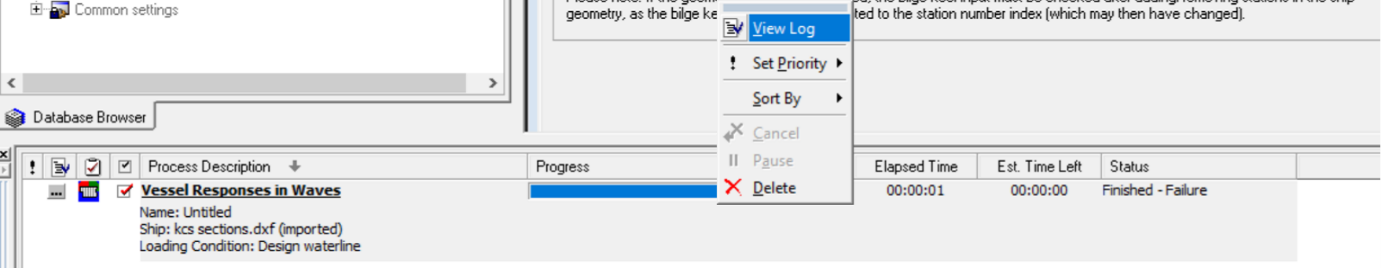 Common settings
geometry, as the bilge ke
ted to the station number index (which may then have changed).
View Log
Set Priority
Sort By
Cancel
Pause
Delete
Database Browser
Process Description
Progress
Elapsed Time
Est. Time Left
Status
Vessel Responses in Waves
00:00:01
00:00:00
Finished - Failure
Name: Untitled
Ship: kcs sections.dxf (imported)
Loading Condition: Design waterline